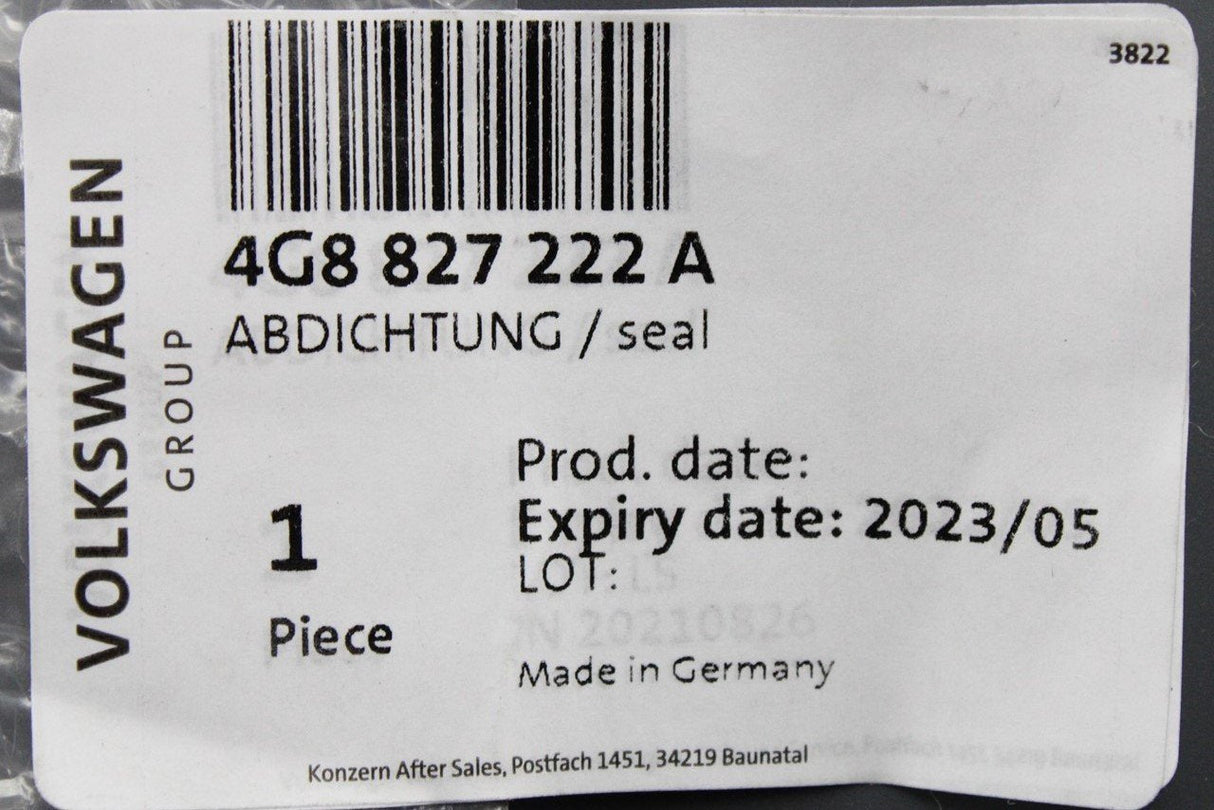 3822
VOLKSWAGEN
GROUP
4G8 827 222 A
ABDICHTUNG / seal
Prod. date:
Expiry date: 2023/05
LOT:
1
Piece
20210826
Made in Germany
Konzern After Sales, Postfach 1451, 34219 Baunatal